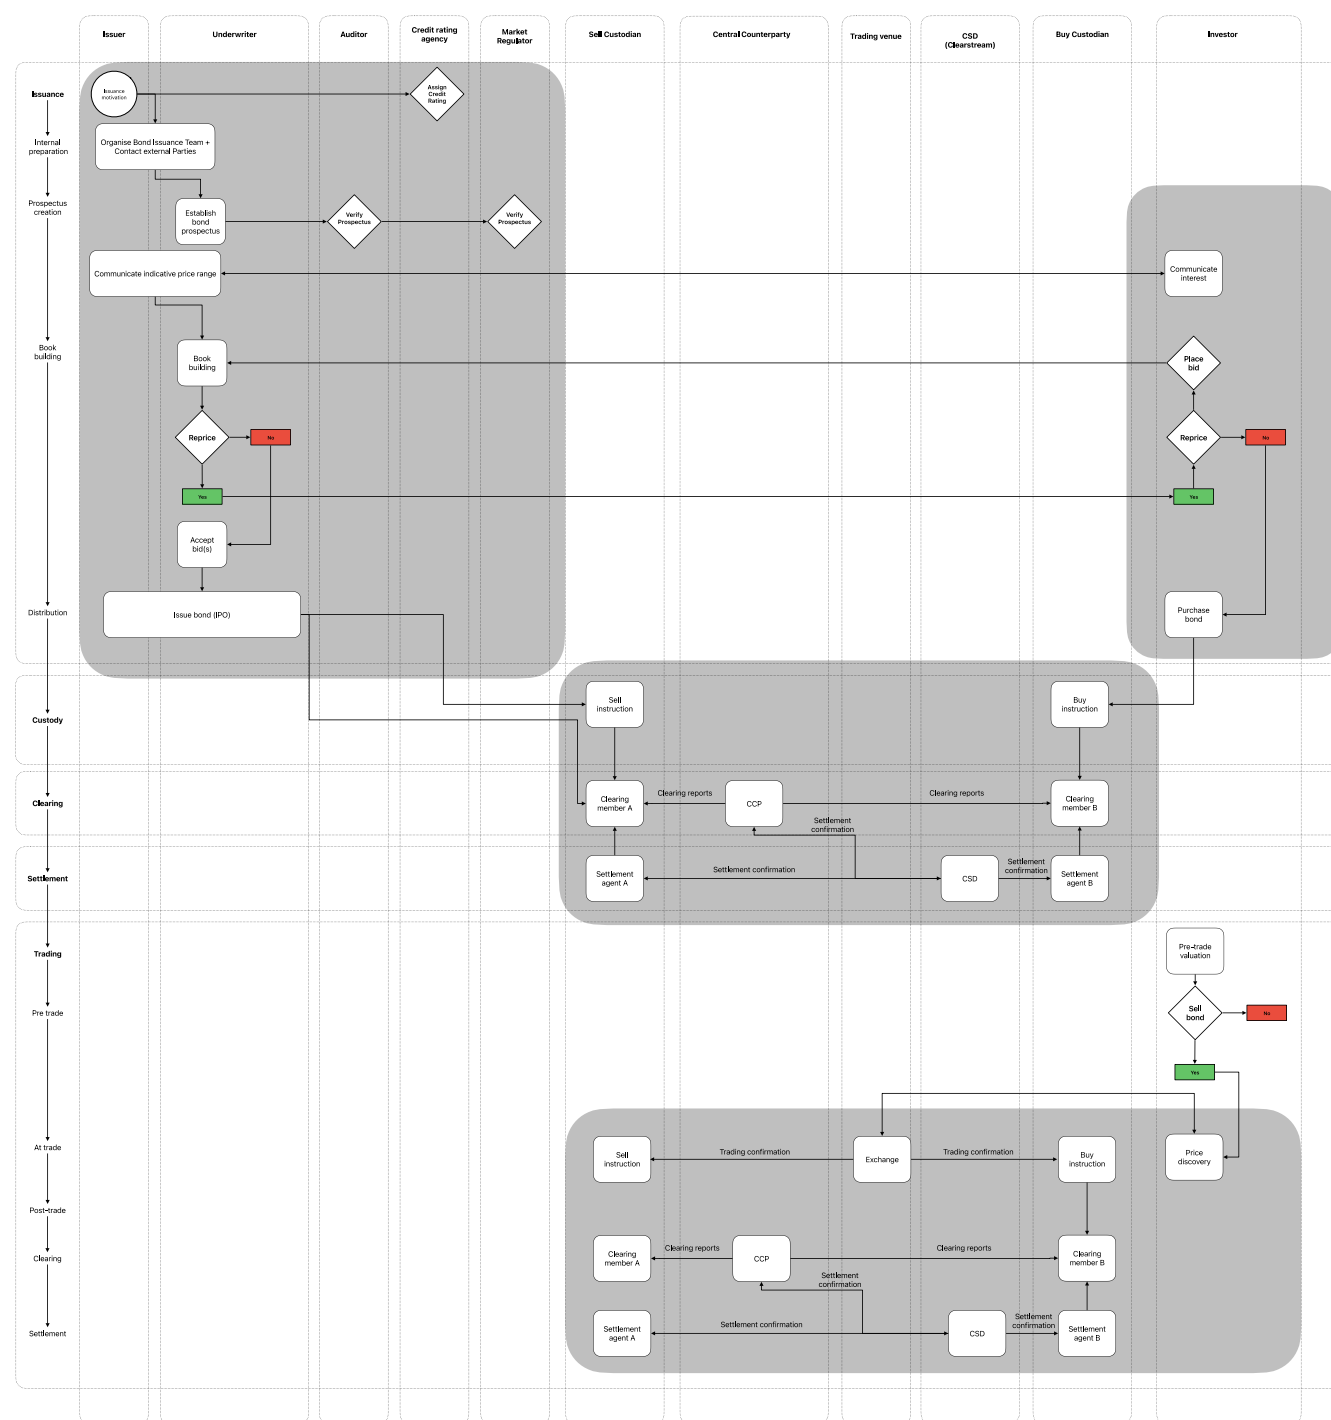 Issuer
Underwriter
Auditor
Credit rating
agency
Market
Regulator
Sell Custodian
Central Counterparty
Trading venue
CSD
(Clearstream)
Buy Custodian
Investor
Issuance
Issuance
motivation
Assign
Credit
Rating
Internal
preparation
Organise Bond Issuance Team +
Contact external Parties
Prospectus
creation
Establish
bond
prospectus
Verify
Prospectus
Verify
Prospectus
Communicate indicative price range
Communicate
interest
Book
building
Book
building
Place
bid
Reprice
No
Reprice
No
Yes
Yes
Accept
bid(s)
Distribution
Issue bond (IPO)
Purchase
bond
Custody
Sell
instruction
Buy
instruction
Clearing
Clearing
member A
Clearing reports
CCP
Clearing reports
Clearing
member B
Settlement
confirmation
Settlement
Settlement
agent A
Settlement confirmation
CSD
Settlement
confirmation
Settlement
agent B
Trading
Pre-trade
valuation
Pre trade
Sell
bond
No
Yes
At trade
Sell
instruction
Trading confirmation
Exchange
Trading confirmation
Buy
instruction
Price
discovery
Post-trade
Clearing
Clearing
member A
Clearing reports
CCP
Clearing reports
Clearing
member B
Settlement
confirmation
Settlement
Settlement
agent A
Settlement confirmation
CSD
Settlement
confirmation
Settlement
agent B